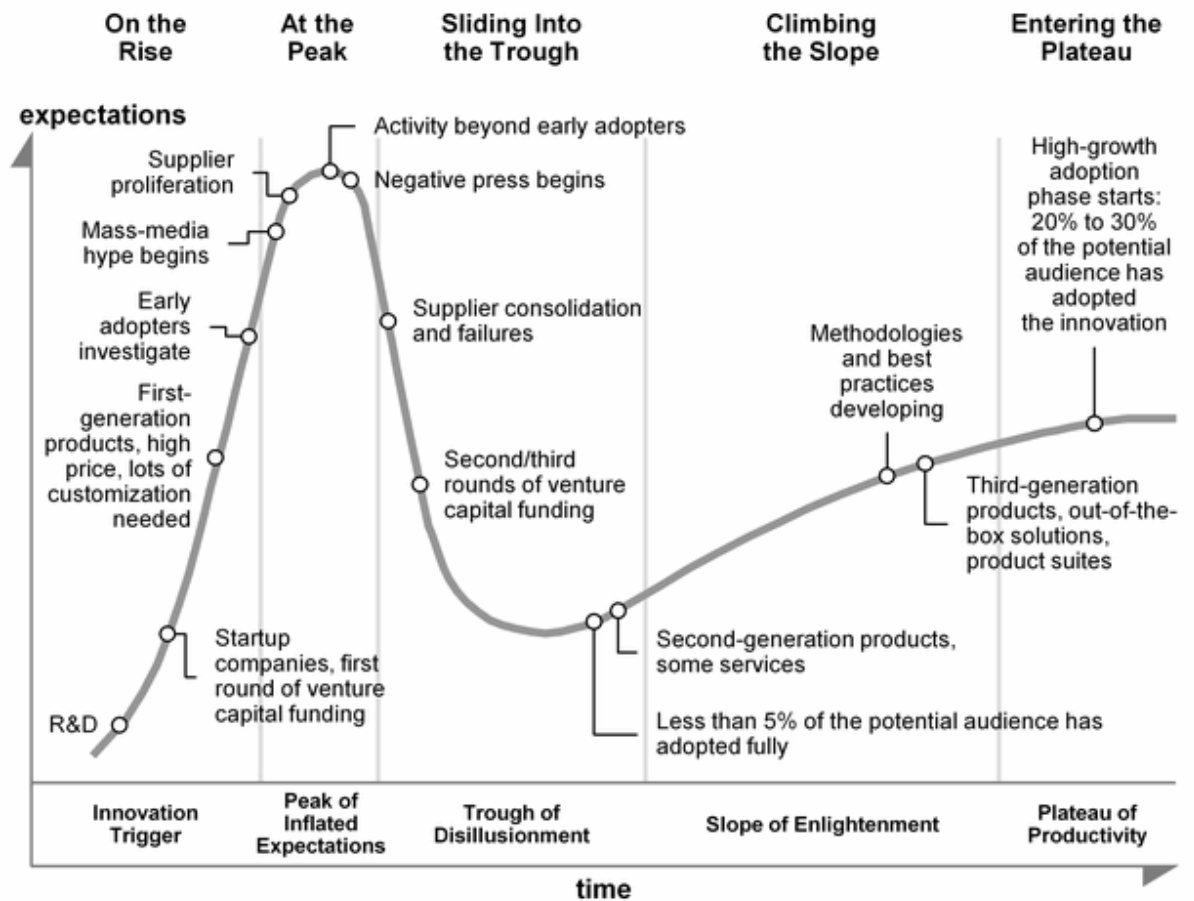 On the
Rise
At the
Peak
Sliding Into
the Trough
Climbing
the Slope
Entering the
Plateau
expectations
Activity beyond early adopters
Supplier
proliferation
Negative press begins
Mass-media
hype begins
Early
adopters
investigate
Supplier consolidation
and failures
First-
generation
products, high
price, lots of
customization
needed
Second/third
rounds of venture
capital funding
Startup
companies, first
round of venture
capital funding
R&D
Methodologies
and best
practices
developing
High-growth
adoption
phase starts:
20% to 30%
of the potential
audience has
adopted
the innovation
Third-generation
products, out-of-the-
box solutions,
product suites
Second-generation products,
some services
Less than 5% of the potential audience has
adopted fully
Innovation
Trigger
Peak of
Inflated
Expectations
Trough of
Disillusionment
Slope of Enlightenment
Plateau of
Productivity
time